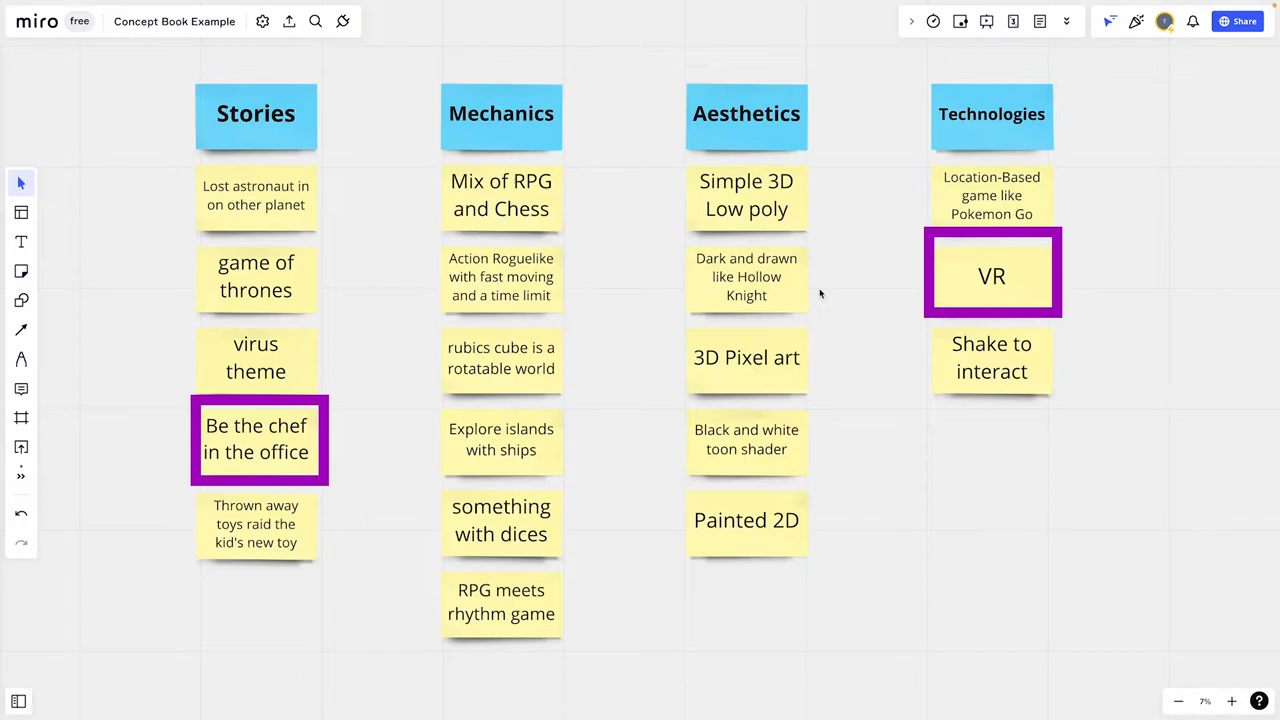 miro free Concept Book Example
3
Share
Stories
Lost astronaut in
on other planet
game of
thrones
virus
theme
Be the chef
in the office
Thrown away
toys raid the
kid's new toy
Mechanics
Mix of RPG
and Chess
Action Roguelike
with fast moving
and a time limit
rubics cube is a
rotatable world
Explore islands
with ships
something
with dices
RPG meets
rhythm game
Aesthetics
Simple 3D
Low poly
Dark and drawn
like Hollow
Knight
3D Pixel art
Black and white
toon shader
Painted 2D
Technologies
Location-Based
game like
Pokemon Go
VR
Shake to
interact
7%
?